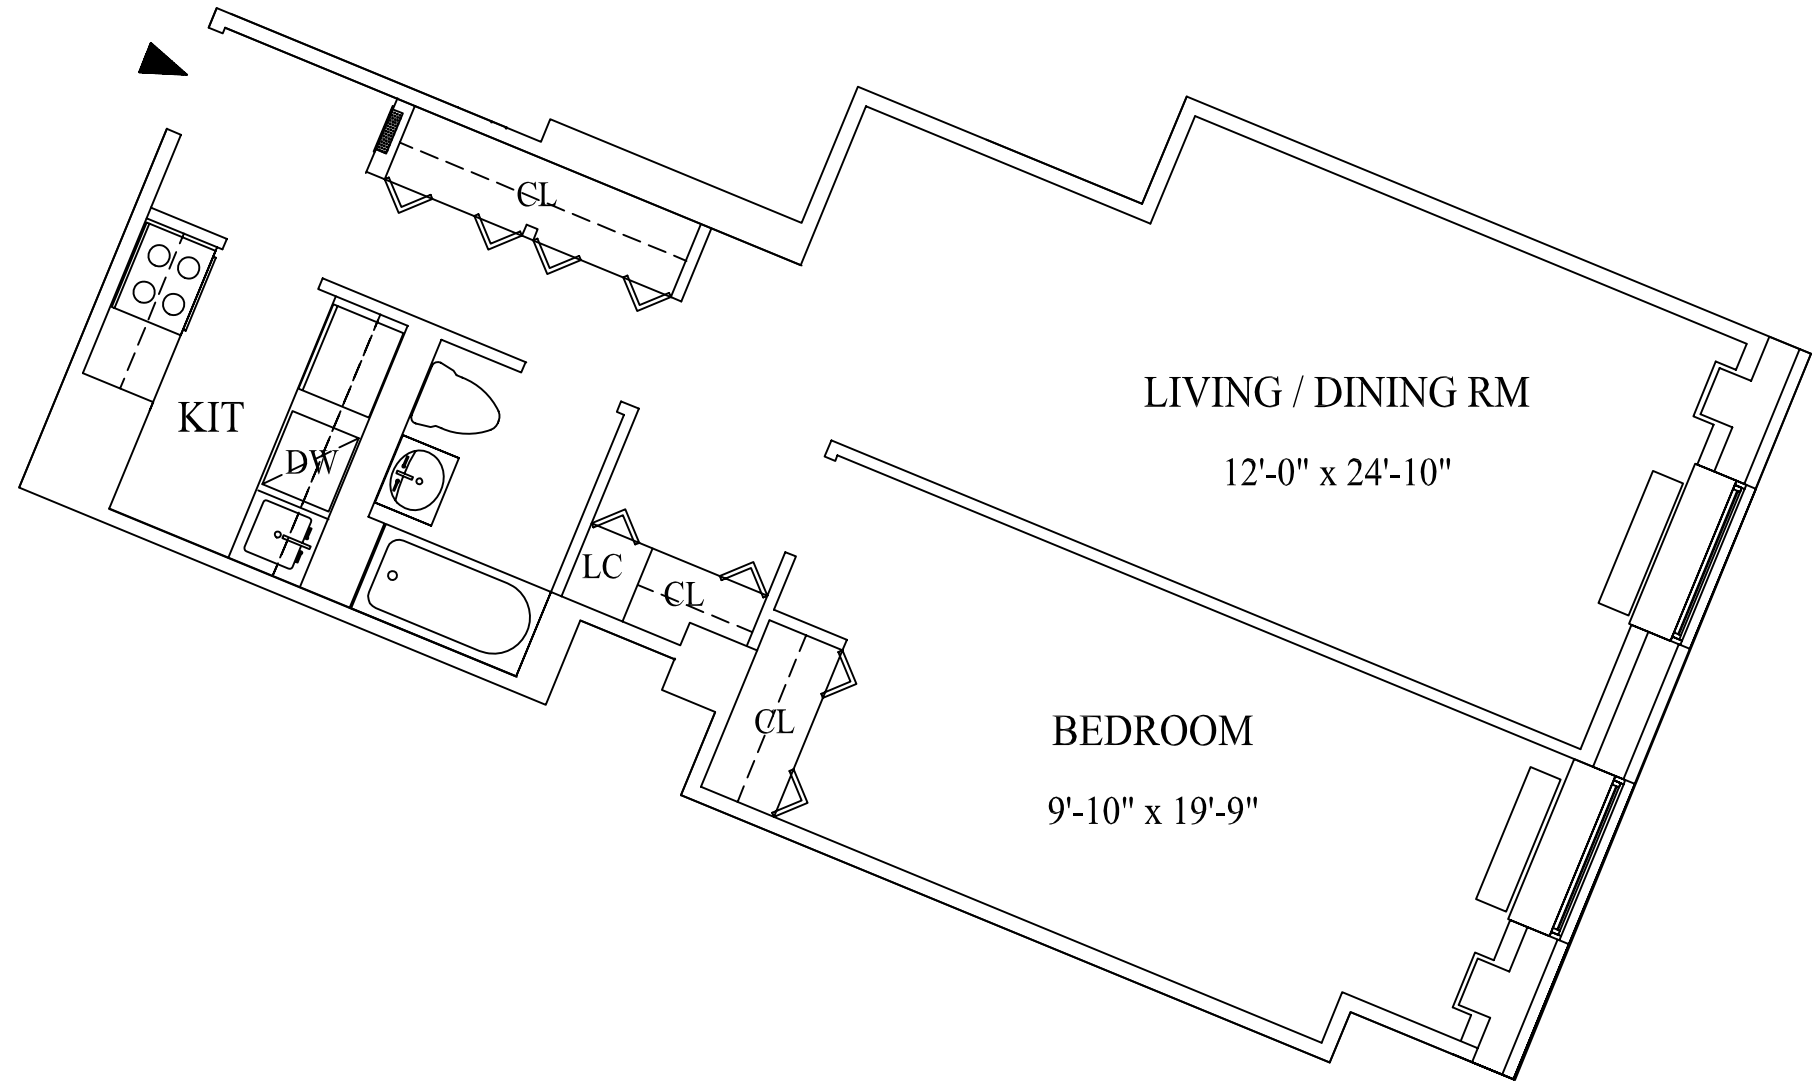 CL
LIVING / DINING RM
12'-0" x 24'-10"
KIT
DW
LC
CL
CL
BEDROOM
9'-10" x 19'-9"